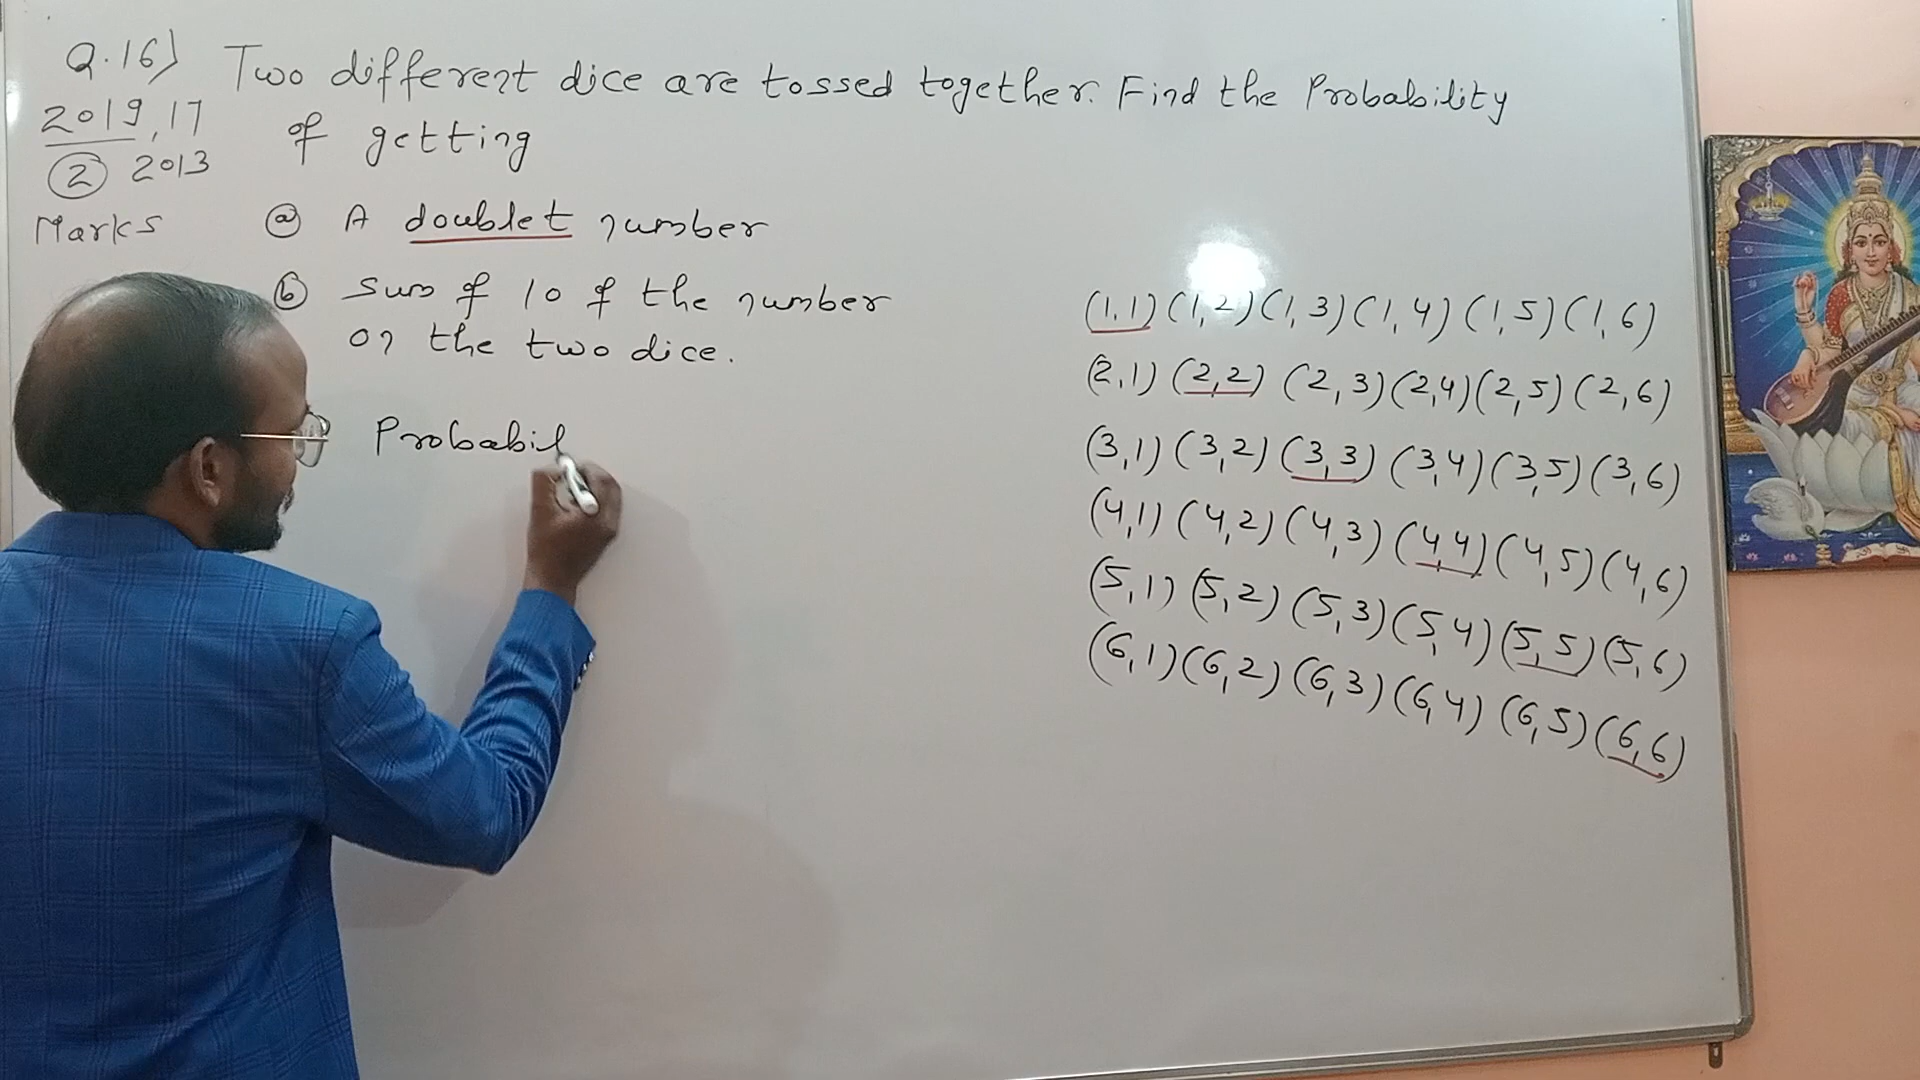 Q.16) Two different dice are tossed together. Find the Probability
2019, 17 of getting
② 2013
Marks
ⓐ A doublet number
ⓑ Sum of 10 of the number
on the two dice.
Probabil
(1,1) (1,2) (1,3) (1,4) (1,5) (1,6)
(2,1) (2,2) (2,3) (2,4) (2,5) (2,6)
(3,1) (3,2) (3,3) (3,4) (3,5) (3,6)
(4,1) (4,2) (4,3) (4,4) (4,5) (4,6)
(5,1) (5,2) (5,3) (5,4) (5,5) (5,6)
(6,1) (6,2) (6,3) (6,4) (6,5) (6,6)